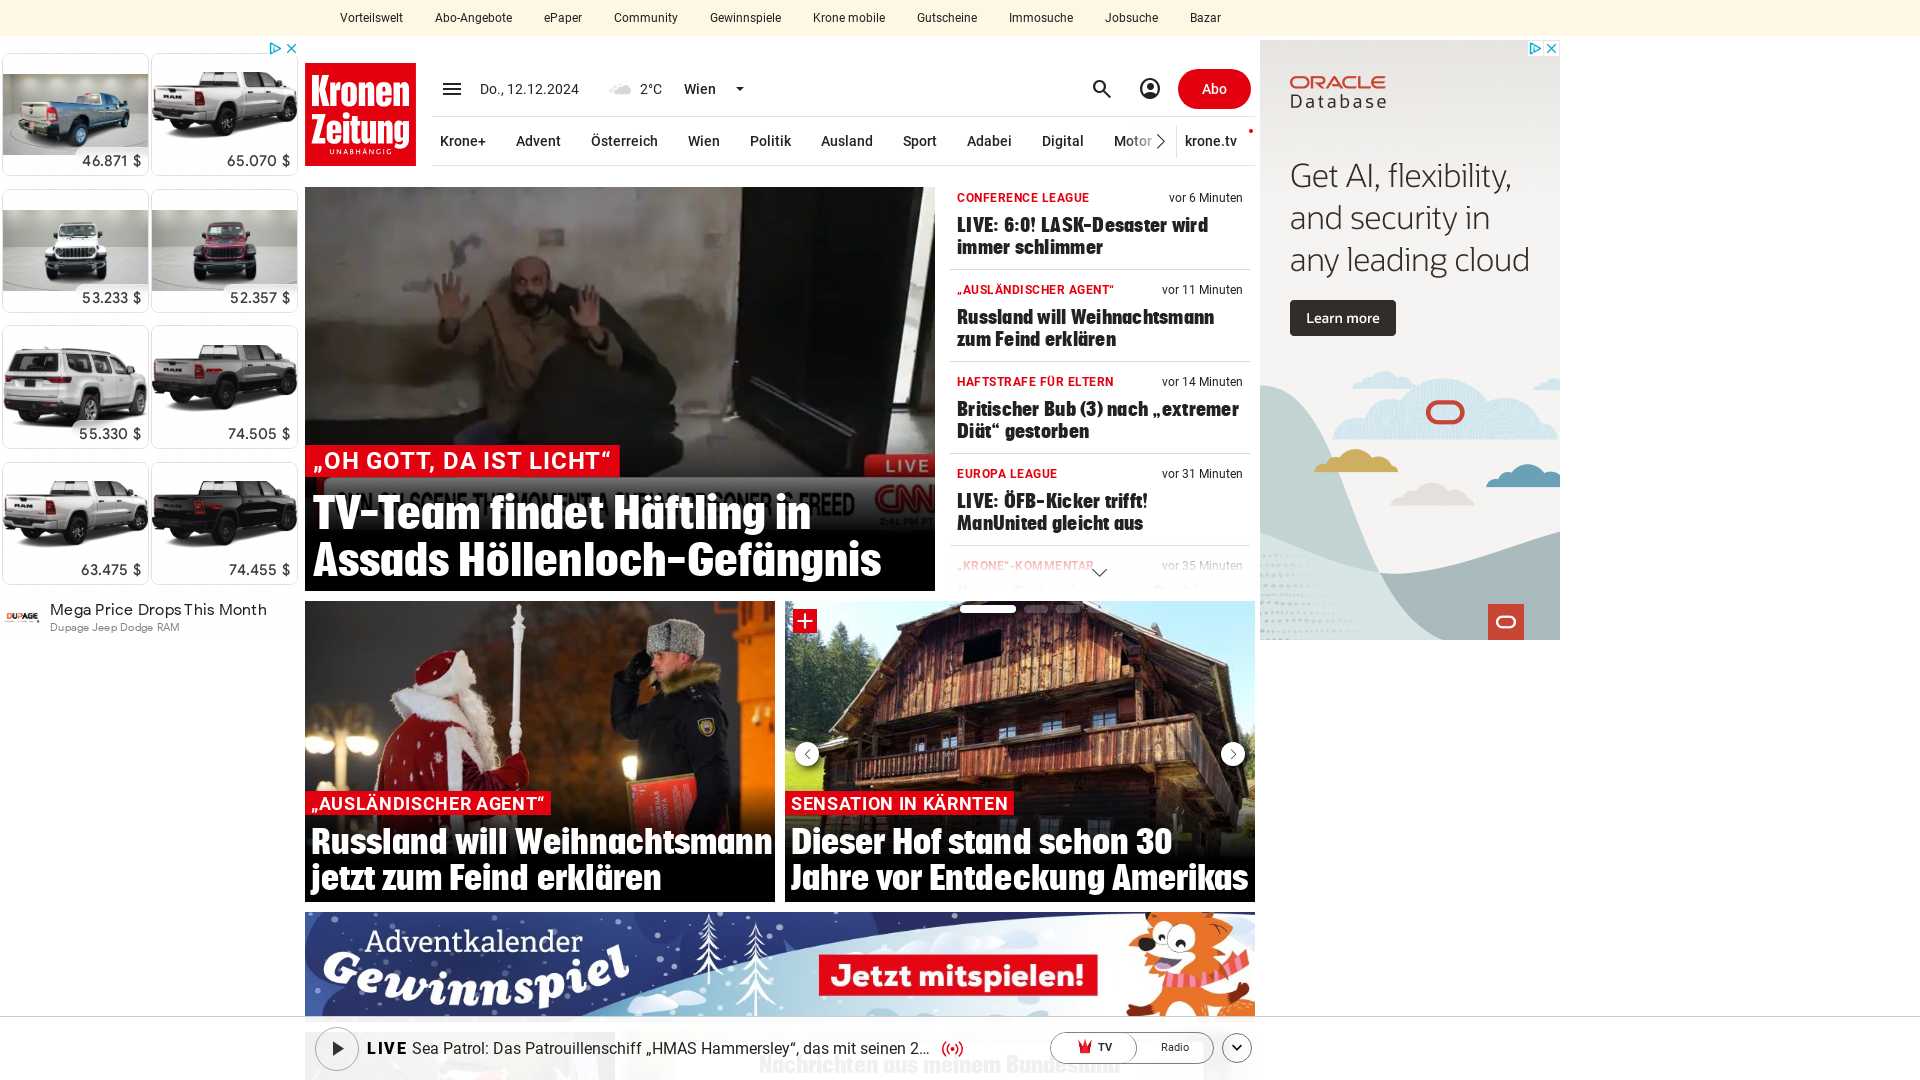 Vorteilswelt Abo-Angebote ePaper Community Gewinnspiele Krone mobile Gutscheine Immosuche Jobsuche Bazar
46.871 $
65.070 $
53.233 $
52.357 $
55.330 $
74.505 $
63.475 $
74.455 $
DUPAGE
Mega Price Drops This Month
Dupage Jeep Dodge RAM
Kronen
Zeitung
UNABHÄNGIG
Do., 12.12.2024 2°C Wien
Abo
Krone+ Advent Österreich Wien Politik Ausland Sport Adabei Digital Motor krone.tv
LIVE
CNN
„OH GOTT, DA IST LICHT“
TV-Team findet Häftling in
Assads Höllenloch-Gefängnis
CONFERENCE LEAGUE vor 6 Minuten
LIVE: 6:0! LASK-Desaster wird
immer schlimmer
„AUSLÄNDISCHER AGENT“ vor 11 Minuten
Russland will Weihnachtsmann
zum Feind erklären
HAFTSTRAFE FÜR ELTERN vor 14 Minuten
Britischer Bub (3) nach „extremer
Diät“ gestorben
EUROPA LEAGUE vor 31 Minuten
LIVE: ÖFB-Kicker trifft!
ManUnited gleicht aus
„KRONE“-KOMMENTAR vor 35 Minuten
„AUSLÄNDISCHER AGENT“
Russland will Weihnachtsmann
jetzt zum Feind erklären
SENSATION IN KÄRNTEN
Dieser Hof stand schon 30
Jahre vor Entdeckung Amerikas
Adventkalender
Gewinnspiel
Jetzt mitspielen!
LIVE Sea Patrol: Das Patrouillenschiff „HMAS Hammersley“, das mit seinen 2...
TV Radio
Nachrichten aus meinem Bundesland
ORACLE
Database
Get AI, flexibility,
and security in
any leading cloud
Learn more